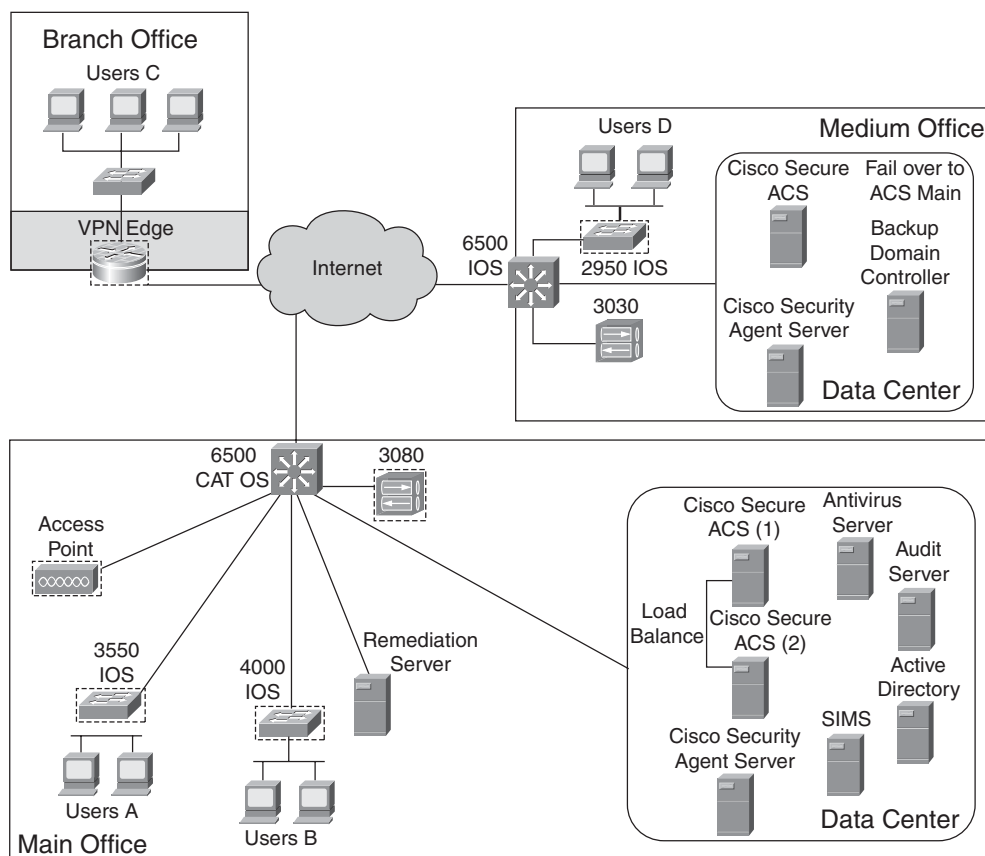 Branch Office
Users C
VPN Edge
Internet
Users D
Medium Office
Cisco Secure
ACS
Fail over to
ACS Main
6500
IOS
2950 IOS
Backup
Domain
Controller
3030
Cisco Security
Agent Server
Data Center
6500
CAT OS
3080
Access
Point
Cisco Secure
ACS (1)
Antivirus
Server
Audit
Server
Load
Balance
Cisco Secure
ACS (2)
3550
IOS
4000
IOS
Remediation
Server
Active
Directory
SIMS
Cisco Security
Agent Server
Users A
Users B
Data Center
Main Office